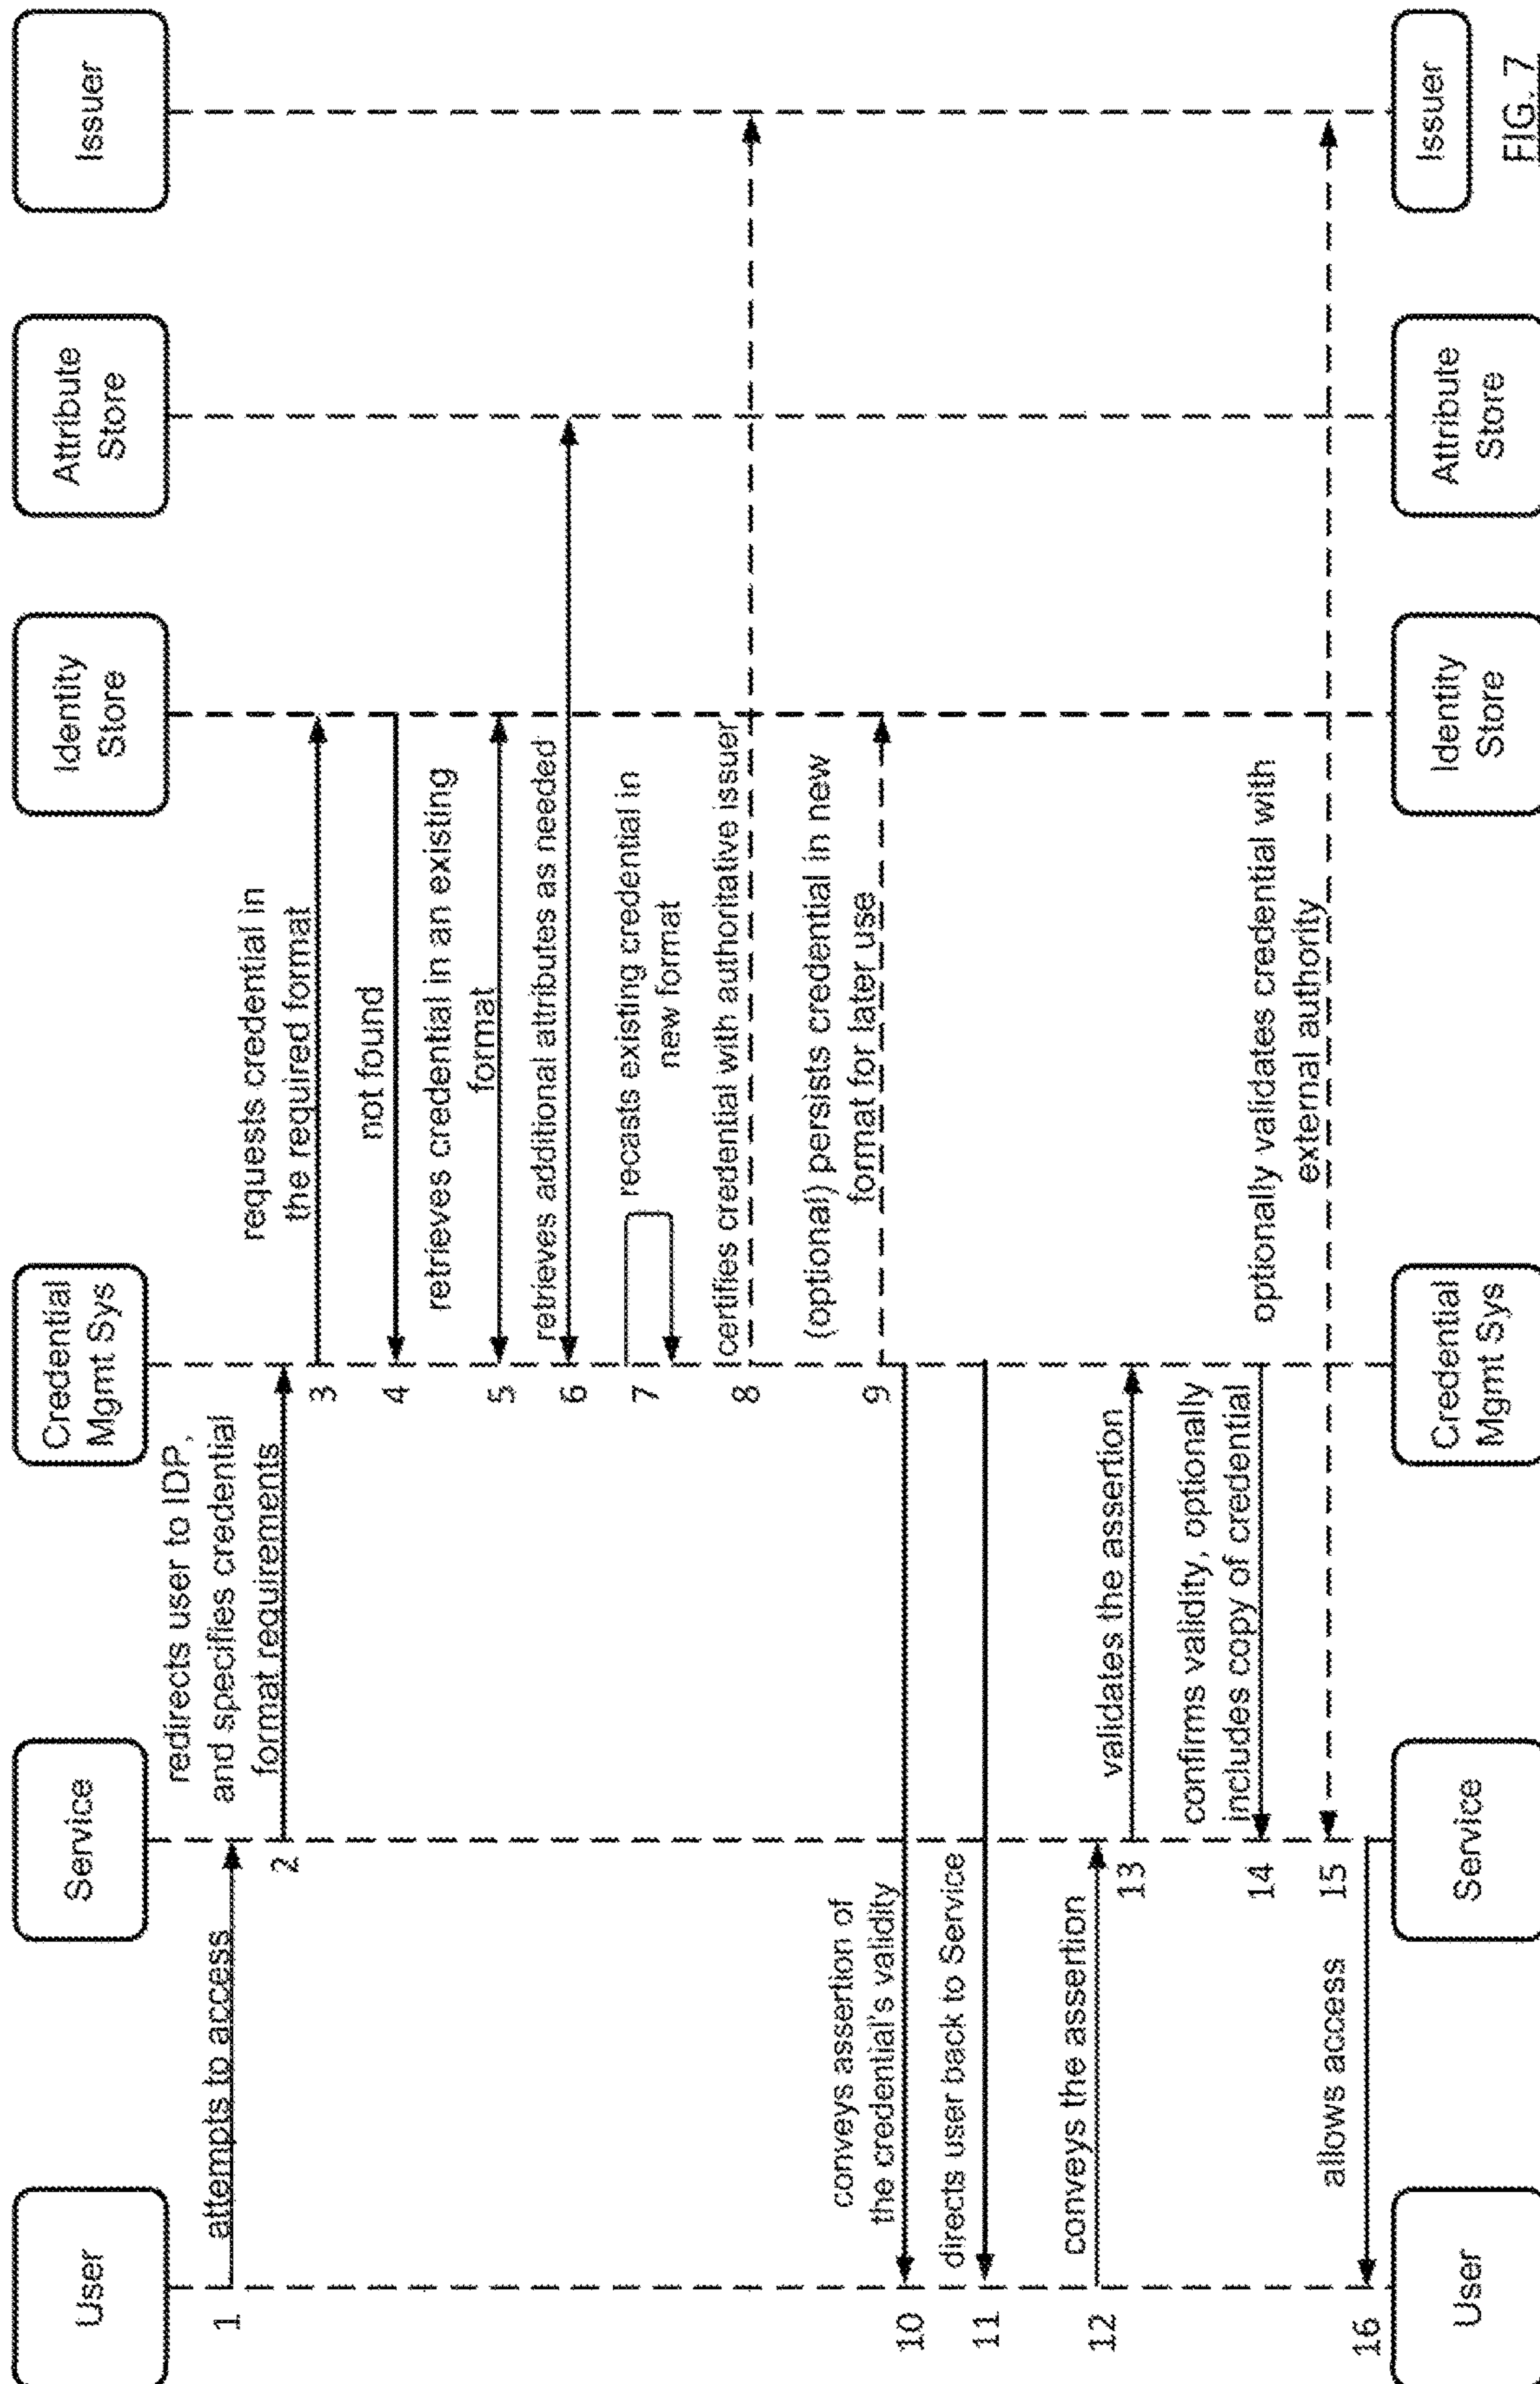 User
Service
Credential
Mgmt Sys
Identity
Store
Attribute
Store
Issuer
attempts to access
1
redirects user to IDP,
and specifies credential
format requirements
2
requests credential in
the required format
3
not found
4
retrieves credential in an existing
format
5
retrieves additional attributes as needed
6
recasts existing credential in
new format
7
certifies credential with authoritative issuer
8
(optional) persists credential in new
format for later use
9
conveys assertion of
the credential's validity
10
directs user back to Service
11
conveys the assertion
12
validates the assertion
13
confirms validity, optionally
includes copy of credential
14
optionally validates credential with
external authority
15
allows access
16
User
Service
Credential
Mgmt Sys
Identity
Store
Attribute
Store
Issuer
FIG. 7